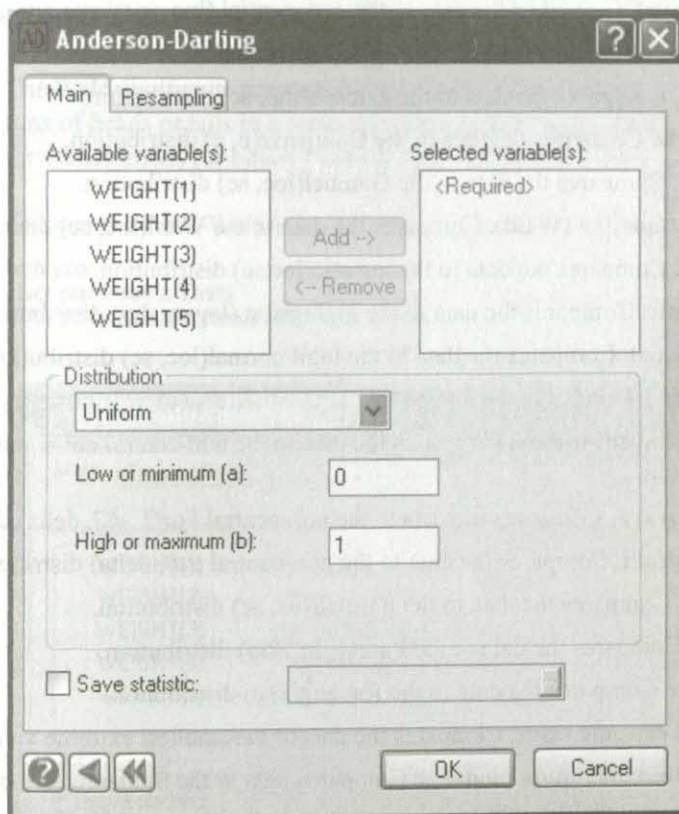 AD Anderson-Darling
Main Resampling
Available variable(s):
WEIGHT(1)
WEIGHT(2)
WEIGHT(3)
WEIGHT(4)
WEIGHT(5)
Add -->
<-- Remove
Selected variable(s):
<Required>
Distribution
Uniform
Low or minimum (a): 0
High or maximum (b): 1
Save statistic:
OK Cancel